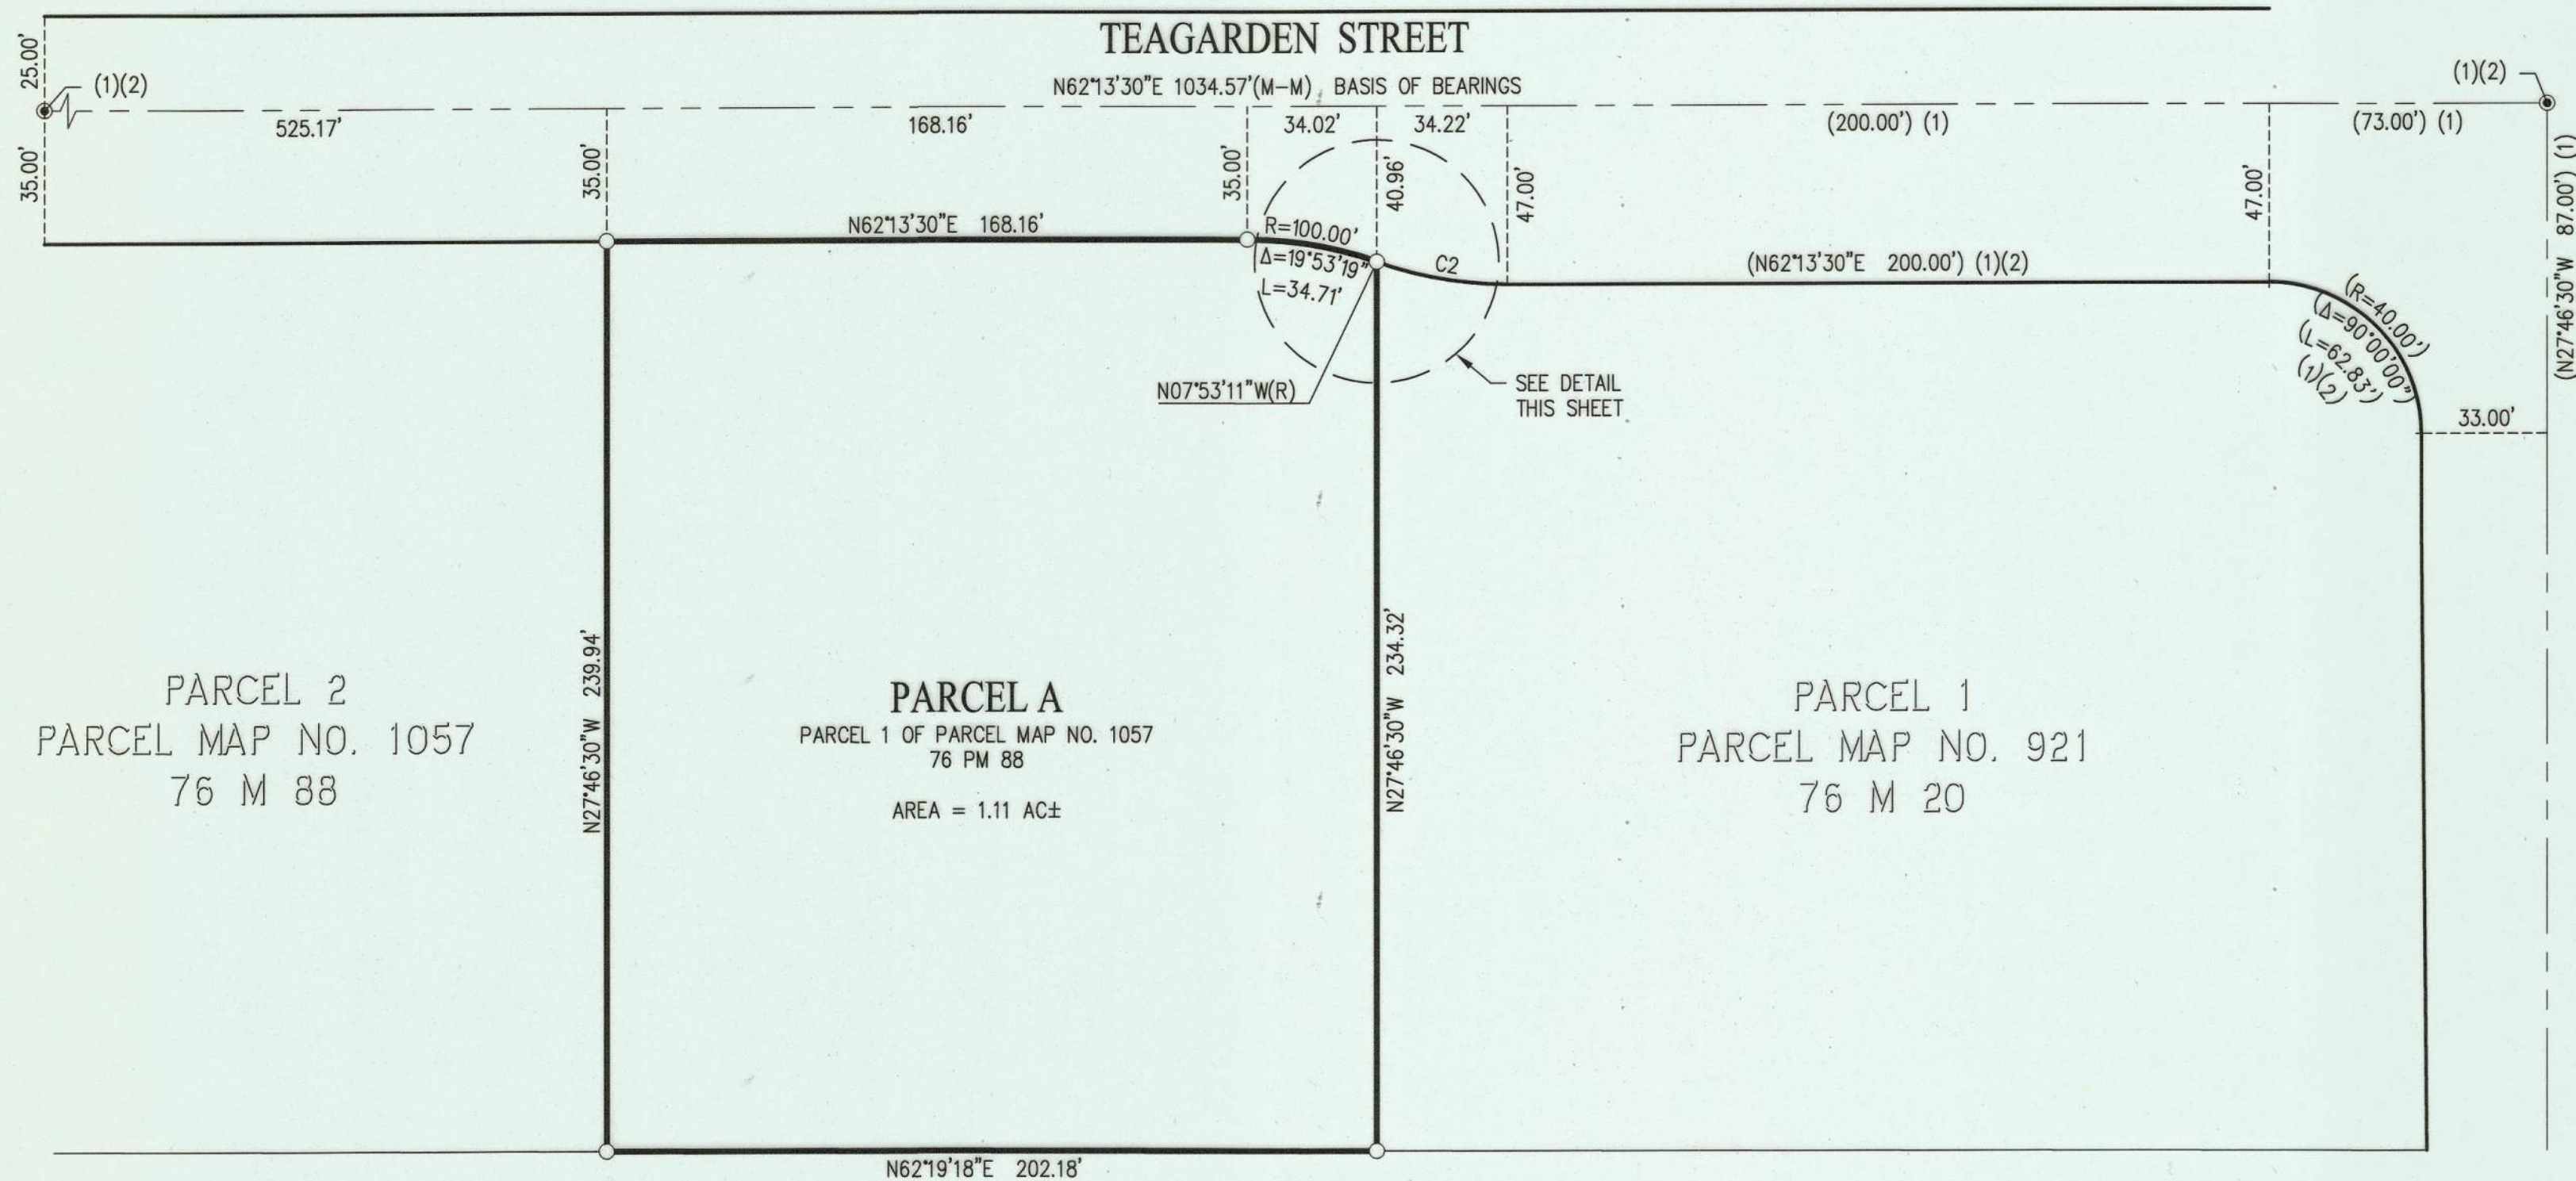 TEAGARDEN STREET
N62°13'30"E 1034.57'(M-M) BASIS OF BEARINGS
25.00'
(1)(2)
(1)(2)
525.17'
168.16'
34.02'
34.22'
(200.00') (1)
(73.00') (1)
35.00'
35.00'
35.00'
40.96'
47.00'
47.00'
(N27°46'30"W 87.00') (1)
N62°13'30"E 168.16'
R=100.00'
Δ=19°53'19"
L=34.71'
C2
(N62°13'30"E 200.00') (1)(2)
(R=40.00')
(Δ=90°00'00")
(L=62.83')
(1)(2)
N07°53'11"W(R)
SEE DETAIL
THIS SHEET
33.00'
PARCEL 2
PARCEL MAP NO. 1057
76 M 88
N27°46'30"W 239.94'
PARCEL A
PARCEL 1 OF PARCEL MAP NO. 1057
76 PM 88
AREA = 1.11 AC±
N27°46'30"W 234.32'
PARCEL 1
PARCEL MAP NO. 921
76 M 20
N62°19'18"E 202.18'